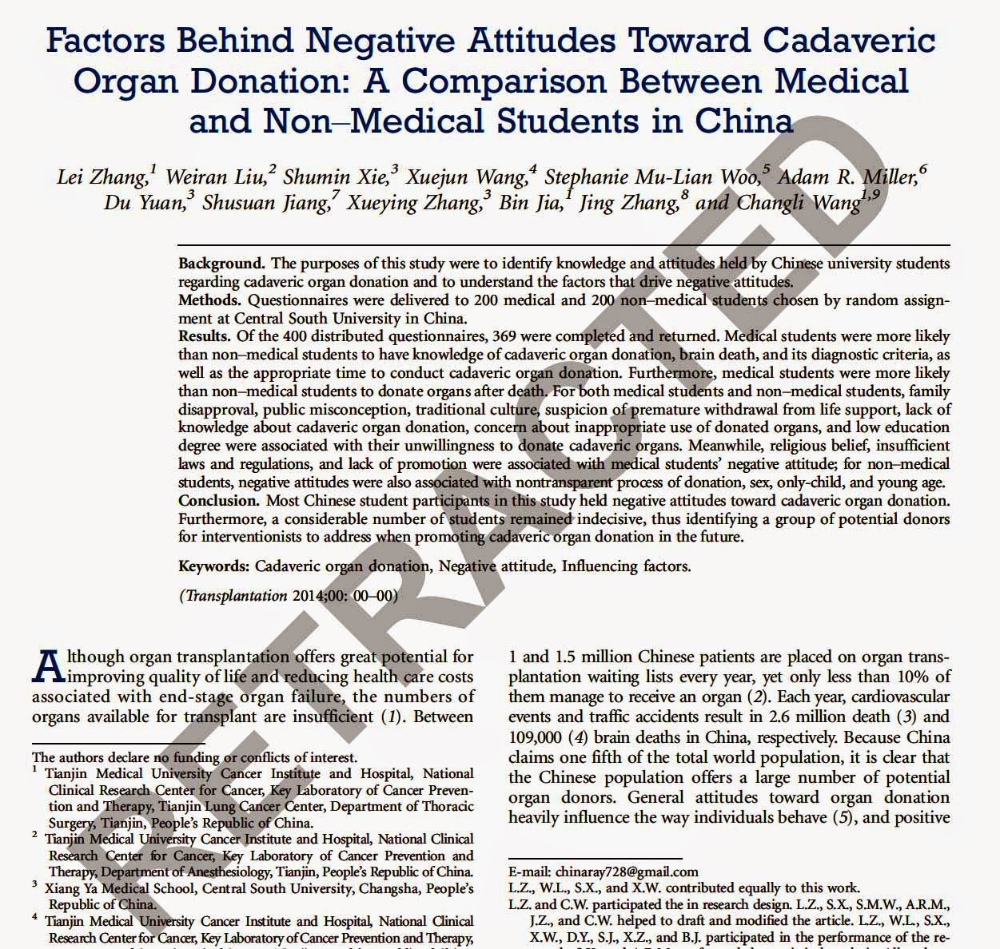 Factors Behind Negative Attitudes Toward Cadaveric
Organ Donation: A Comparison Between Medical
and Non–Medical Students in China
Lei Zhang,1 Weiran Liu,2 Shumin Xie,3 Xuejun Wang,4 Stephanie Mu-Lian Woo,5 Adam R. Miller,6
Du Yuan,3 Shusuan Jiang,7 Xueying Zhang,3 Bin Jia,1 Jing Zhang,8 and Changli Wang1,9
Background. The purposes of this study were to identify knowledge and attitudes held by Chinese university students
regarding cadaveric organ donation and to understand the factors that drive negative attitudes.
Methods. Questionnaires were delivered to 200 medical and 200 non–medical students chosen by random assign-
ment at Central South University in China.
Results. Of the 400 distributed questionnaires, 369 were completed and returned. Medical students were more likely
than non–medical students to have knowledge of cadaveric organ donation, brain death, and its diagnostic criteria, as
well as the appropriate time to conduct cadaveric organ donation. Furthermore, medical students were more likely
than non–medical students to donate organs after death. For both medical students and non–medical students, family
disapproval, public misconception, traditional culture, suspicion of premature withdrawal from life support, lack of
knowledge about cadaveric organ donation, concern about inappropriate use of donated organs, and low education
degree were associated with their unwillingness to donate cadaveric organs. Meanwhile, religious belief, insufficient
laws and regulations, and lack of promotion were associated with medical students’ negative attitude; for non–medical
students, negative attitudes were also associated with nontransparent process of donation, sex, only-child, and young age.
Conclusion. Most Chinese student participants in this study held negative attitudes toward cadaveric organ donation.
Furthermore, a considerable number of students remained indecisive, thus identifying a group of potential donors
for interventionists to address when promoting cadaveric organ donation in the future.
Keywords: Cadaveric organ donation, Negative attitude, Influencing factors.
(Transplantation 2014;00: 00–00)
RETRACTED
Although organ transplantation offers great potential for
improving quality of life and reducing health care costs
associated with end-stage organ failure, the numbers of
organs available for transplant are insufficient (1). Between
The authors declare no funding or conflicts of interest.
1 Tianjin Medical University Cancer Institute and Hospital, National
Clinical Research Center for Cancer, Key Laboratory of Cancer Preven-
tion and Therapy, Tianjin Lung Cancer Center, Department of Thoracic
Surgery, Tianjin, People’s Republic of China.
2 Tianjin Medical University Cancer Institute and Hospital, National Clinical
Research Center for Cancer, Key Laboratory of Cancer Prevention and
Therapy, Department of Anesthesiology, Tianjin, People’s Republic of China.
3 Xiang Ya Medical School, Central South University, Changsha, People’s
Republic of China.
4 Tianjin Medical University Cancer Institute and Hospital, National Clinical
Research Center for Cancer, Key Laboratory of Cancer Prevention and Therapy,
1 and 1.5 million Chinese patients are placed on organ trans-
plantation waiting lists every year, yet only less than 10% of
them manage to receive an organ (2). Each year, cardiovascular
events and traffic accidents result in 2.6 million death (3) and
109,000 (4) brain deaths in China, respectively. Because China
claims one fifth of the total world population, it is clear that
the Chinese population offers a large number of potential
organ donors. General attitudes toward organ donation
heavily influence the way individuals behave (5), and positive
E-mail: chinaray728@gmail.com
L.Z., W.L., S.X., and X.W. contributed equally to this work.
L.Z. and C.W. participated the in research design. L.Z., S.X., S.M.W., A.R.M.,
J.Z., and C.W. helped to draft and modified the article. L.Z., W.L., S.X.,
X.W., D.Y., S.J., X.Z., and B.J. participated in the performance of the re-